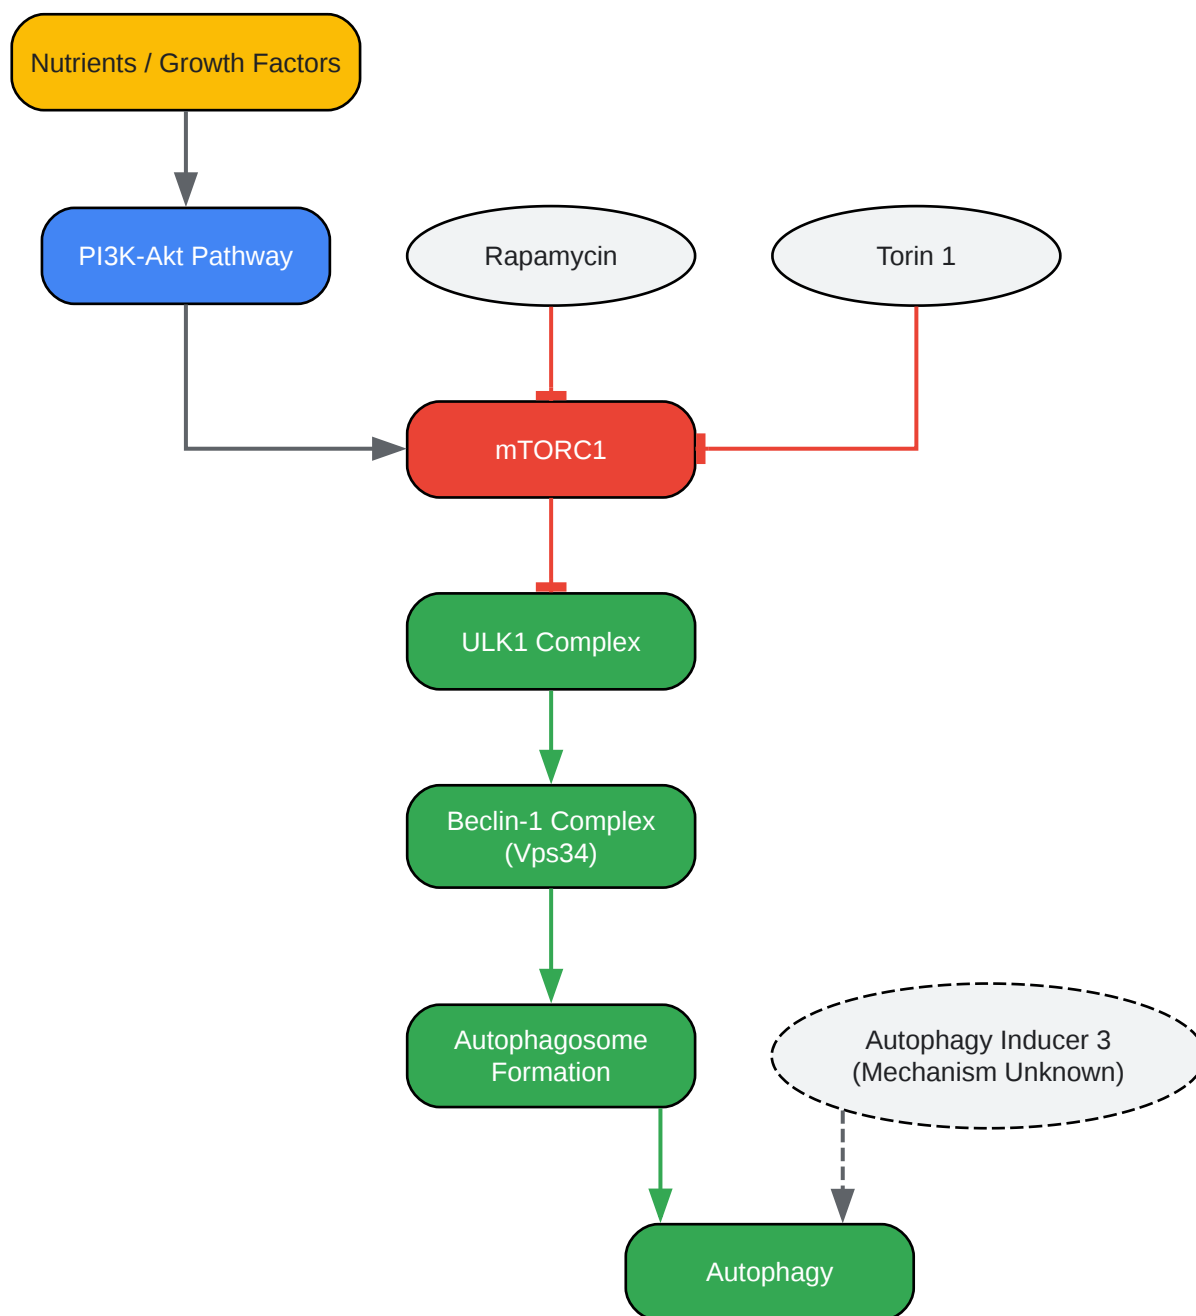 Nutrients / Growth Factors
PI3K-Akt Pathway
Rapamycin
Torin 1
mTORC1
ULK1 Complex
Beclin-1 Complex
(Vps34)
Autophagosome
Formation
Autophagy Inducer 3
(Mechanism Unknown)
Autophagy